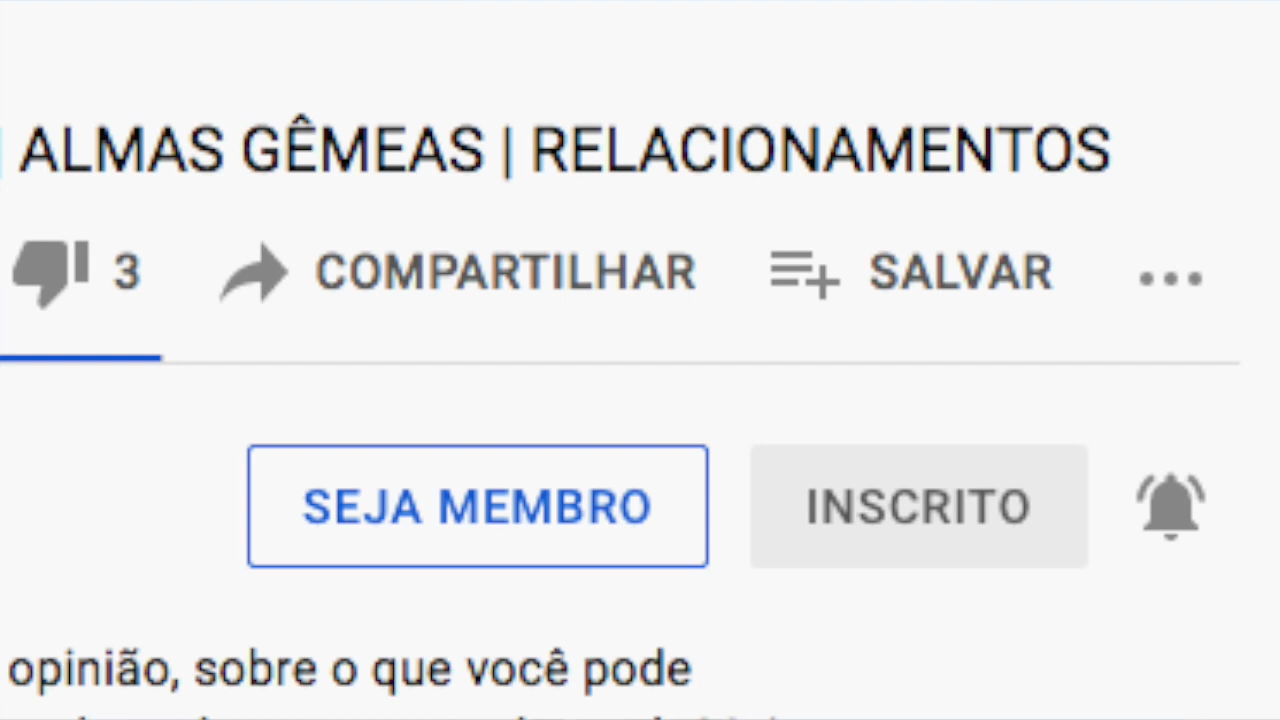 | ALMAS GÊMEAS | RELACIONAMENTOS
3 COMPARTILHAR SALVAR ...
SEJA MEMBRO INSCRITO
opinião, sobre o que você pode